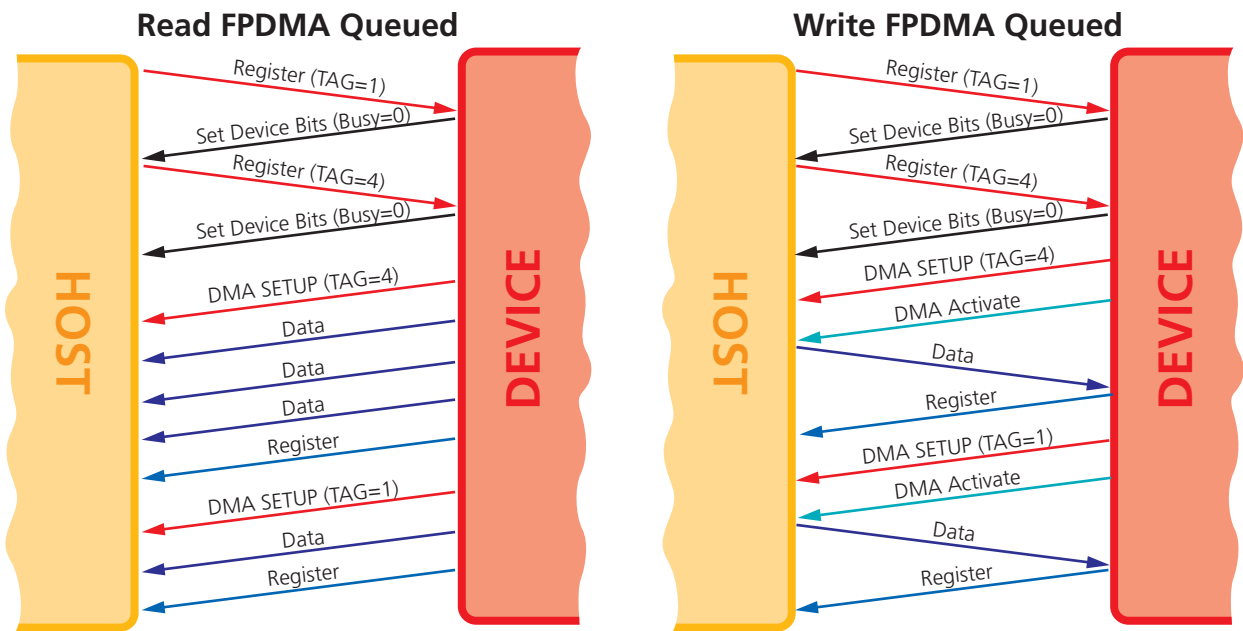 Read FPDMA Queued
HOST
DEVICE
Register (TAG=1)
Set Device Bits (Busy=0)
Register (TAG=4)
Set Device Bits (Busy=0)
DMA SETUP (TAG=4)
Data
Data
Data
Register
DMA SETUP (TAG=1)
Data
Register
Write FPDMA Queued
HOST
DEVICE
Register (TAG=1)
Set Device Bits (Busy=0)
Register (TAG=4)
Set Device Bits (Busy=0)
DMA SETUP (TAG=4)
DMA Activate
Data
Register
DMA SETUP (TAG=1)
DMA Activate
Data
Register